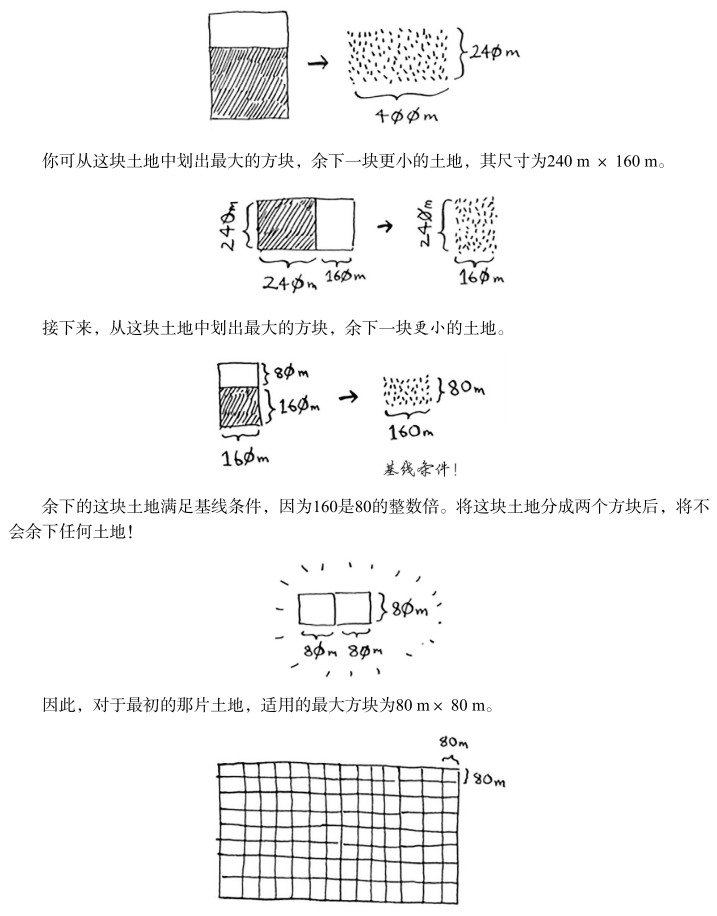 240m
400m
你可从这块土地中划出最大的方块，余下一块更小的土地，其尺寸为240 m × 160 m。
240m
240m
240m 160m
160m
接下来，从这块土地中划出最大的方块，余下一块更小的土地。
80m
160m
80m
160m
160m
基线条件！
余下的这块土地满足基线条件，因为160是80的整数倍。将这块土地分成两个方块后，将不
会余下任何土地！
80m
80m 80m
因此，对于最初的那片土地，适用的最大方块为80 m× 80 m。
80m
80m